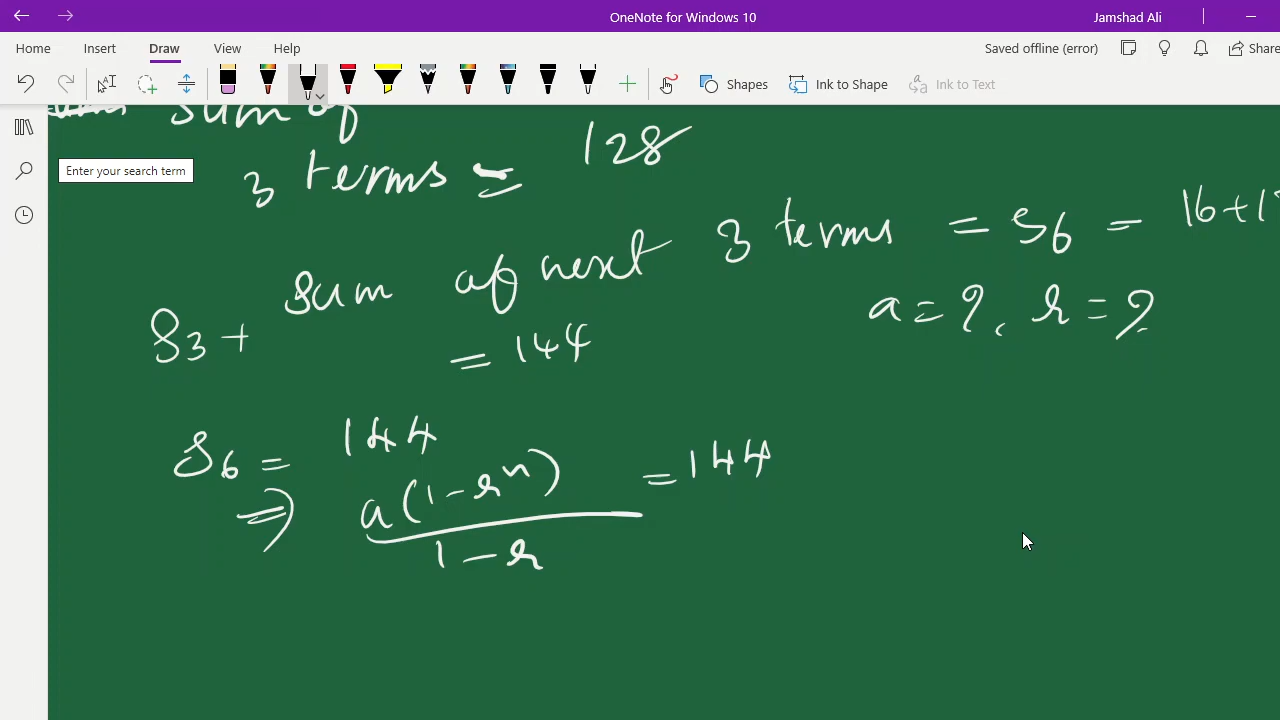 OneNote for Windows 10
Jamshad Ali
Home Insert Draw View Help
Saved offline (error)
Share
Shapes
Ink to Shape
Ink to Text
Enter your search term
sum of
3 terms = 128
sum of next 3 terms = S6 = 16+1
S3 +
= 144
a = ?, r = ?
S6 = 144
⇒ a(1-r^n) / 1-r = 144